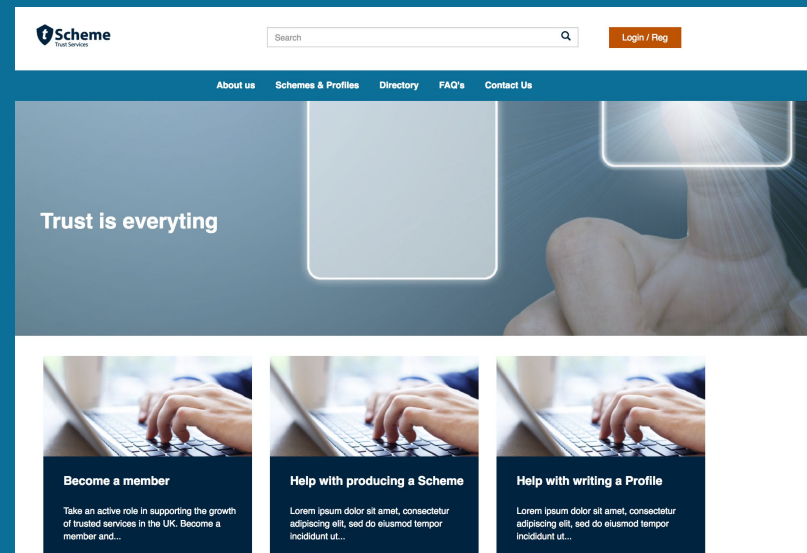 tScheme
Trust Services
Search
Login / Reg
About us Schemes & Profiles Directory FAQ's Contact Us
Trust is everyting
Become a member
Take an active role in supporting the growth
of trusted services in the UK. Become a
member and...
Help with producing a Scheme
Lorem ipsum dolor sit amet, consectetur
adipiscing elit, sed do eiusmod tempor
incididunt ut...
Help with writing a Profile
Lorem ipsum dolor sit amet, consectetur
adipiscing elit, sed do eiusmod tempor
incididunt ut...